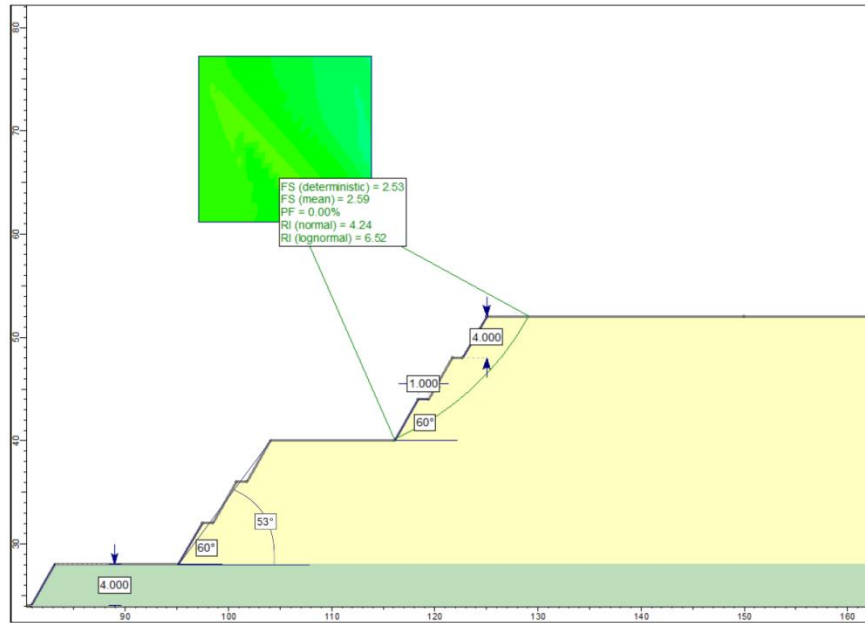 80
70
60
50
40
30
FS (deterministic) = 2.53
FS (mean) = 2.59
PF = 0.00%
RI (normal) = 4.24
RI (lognormal) = 6.52
4.000
1.000
60°
53°
60°
4.000
90 100 110 120 130 140 150 160